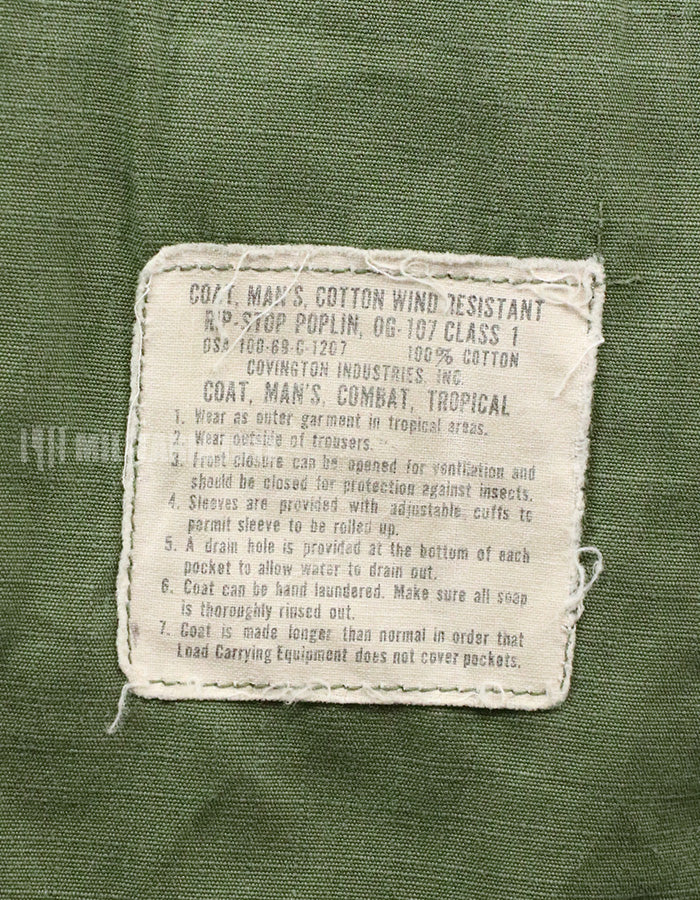 COAT, MAN'S, COTTON WIND RESISTANT
RIP-STOP POPLIN, OG-107 CLASS 1
DSA 100-69-C-1207 100% COTTON
COVINGTON INDUSTRIES, INC.
COAT, MAN'S, COMBAT, TROPICAL
1. Wear as outer garment in tropical areas.
2. Wear outside of trousers.
3. Front closure can be opened for ventilation and
should be closed for protection against insects.
4. Sleeves are provided with adjustable cuffs to
permit sleeve to be rolled up.
5. A drain hole is provided at the bottom of each
pocket to allow water to drain out.
6. Coat can be hand laundered. Make sure all soap
is thoroughly rinsed out.
7. Coat is made longer than normal in order that
Load Carrying Equipment does not cover pockets.